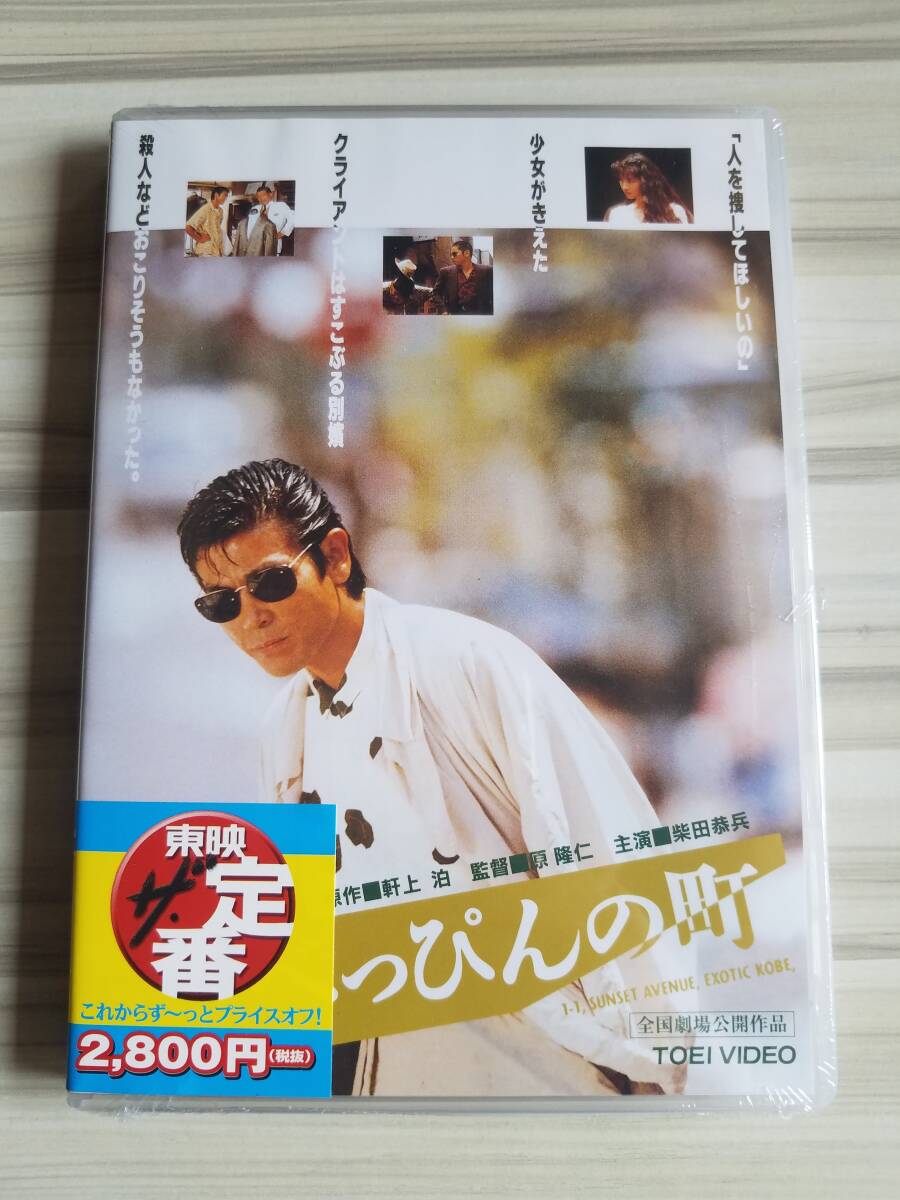 「人を捜してほしいの」
少女がきえた
クライアントはすこぶる別嬪
殺人などおこりそうもなかった。
原作■軒上 泊 監督■原 隆仁 主演■柴田恭兵
っぴんの町
1-1, SUNSET AVENUE, EXOTIC KOBE,
全国劇場公開作品
TOEI VIDEO
東映
ザ・定番
これからず〜っとプライスオフ!
2,800円(税抜)